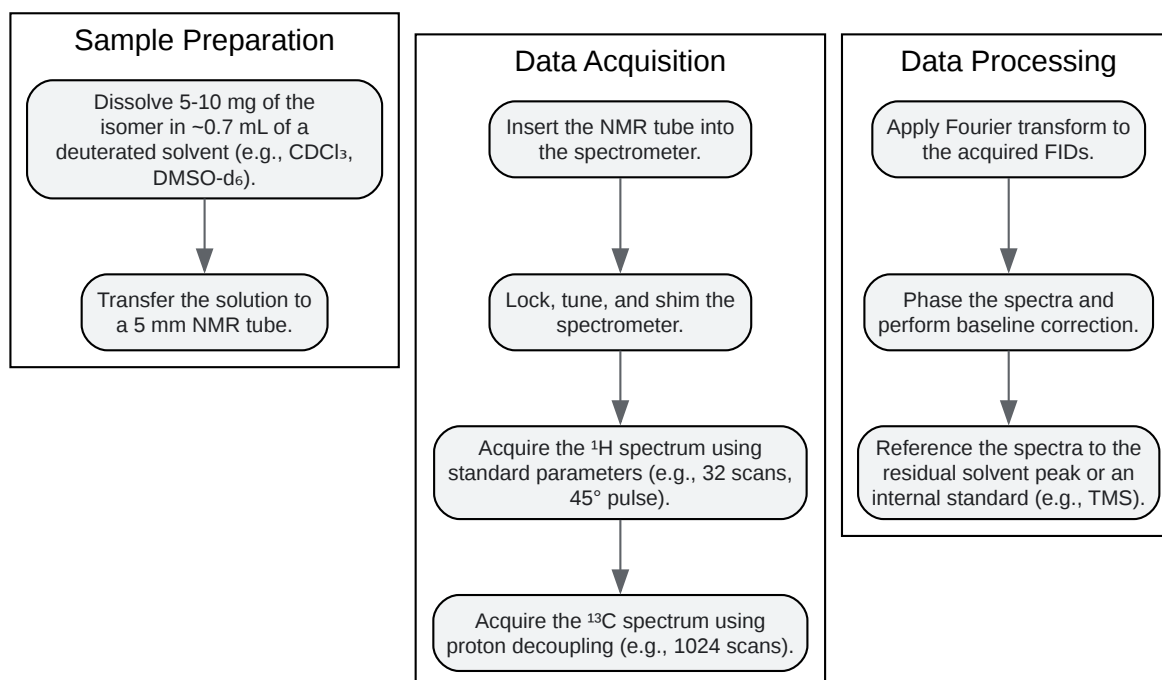 Sample Preparation
Dissolve 5-10 mg of the
isomer in ~0.7 mL of a
deuterated solvent (e.g., CDCl₃,
DMSO-d₆).
Transfer the solution to
a 5 mm NMR tube.
Data Acquisition
Insert the NMR tube into
the spectrometer.
Lock, tune, and shim the
spectrometer.
Acquire the ¹H spectrum using
standard parameters (e.g., 32 scans,
45° pulse).
Acquire the ¹³C spectrum using
proton decoupling (e.g., 1024 scans).
Data Processing
Apply Fourier transform to
the acquired FIDs.
Phase the spectra and
perform baseline correction.
Reference the spectra to the
residual solvent peak or an
internal standard (e.g., TMS).